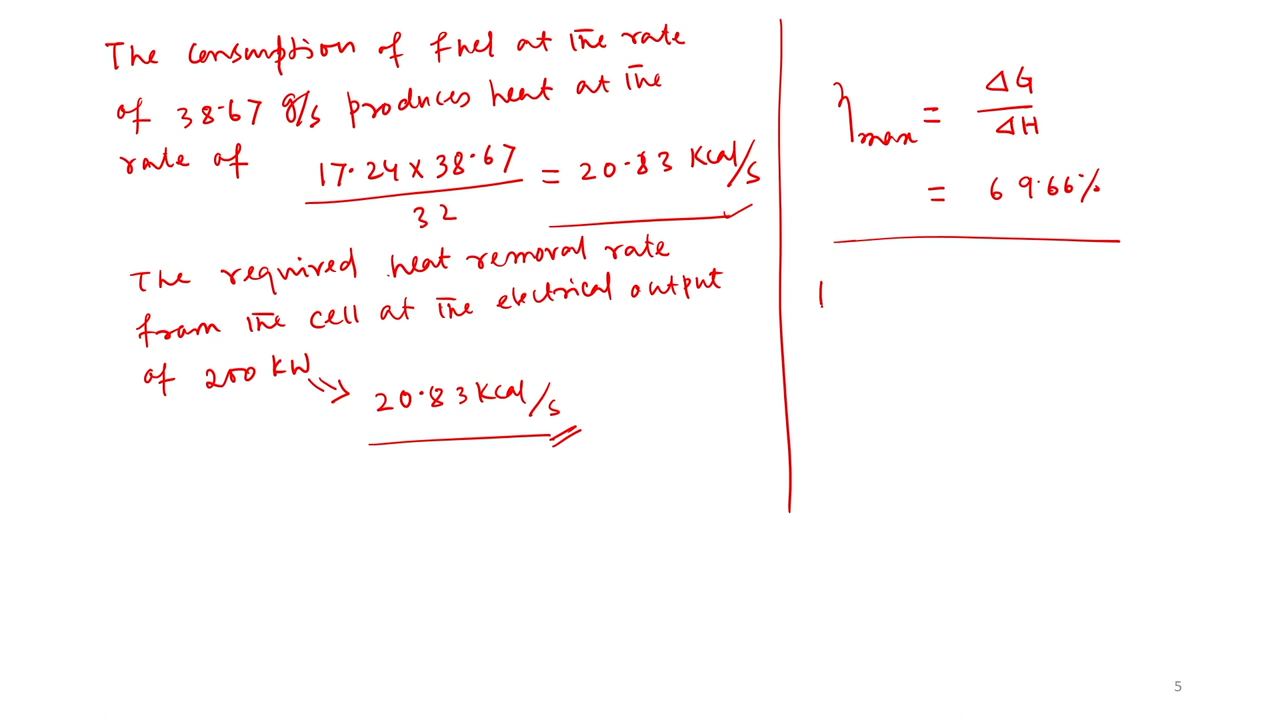 The consumption of fuel at the rate
of 38.67 g/s produces heat at the
rate of 17.24 x 38.67 / 32 = 20.83 Kcal/s
The required heat removal rate
from the cell at the electrical output
of 200 KW
20.83 Kcal/s
ηmax = ΔG / ΔH
= 69.66%
5